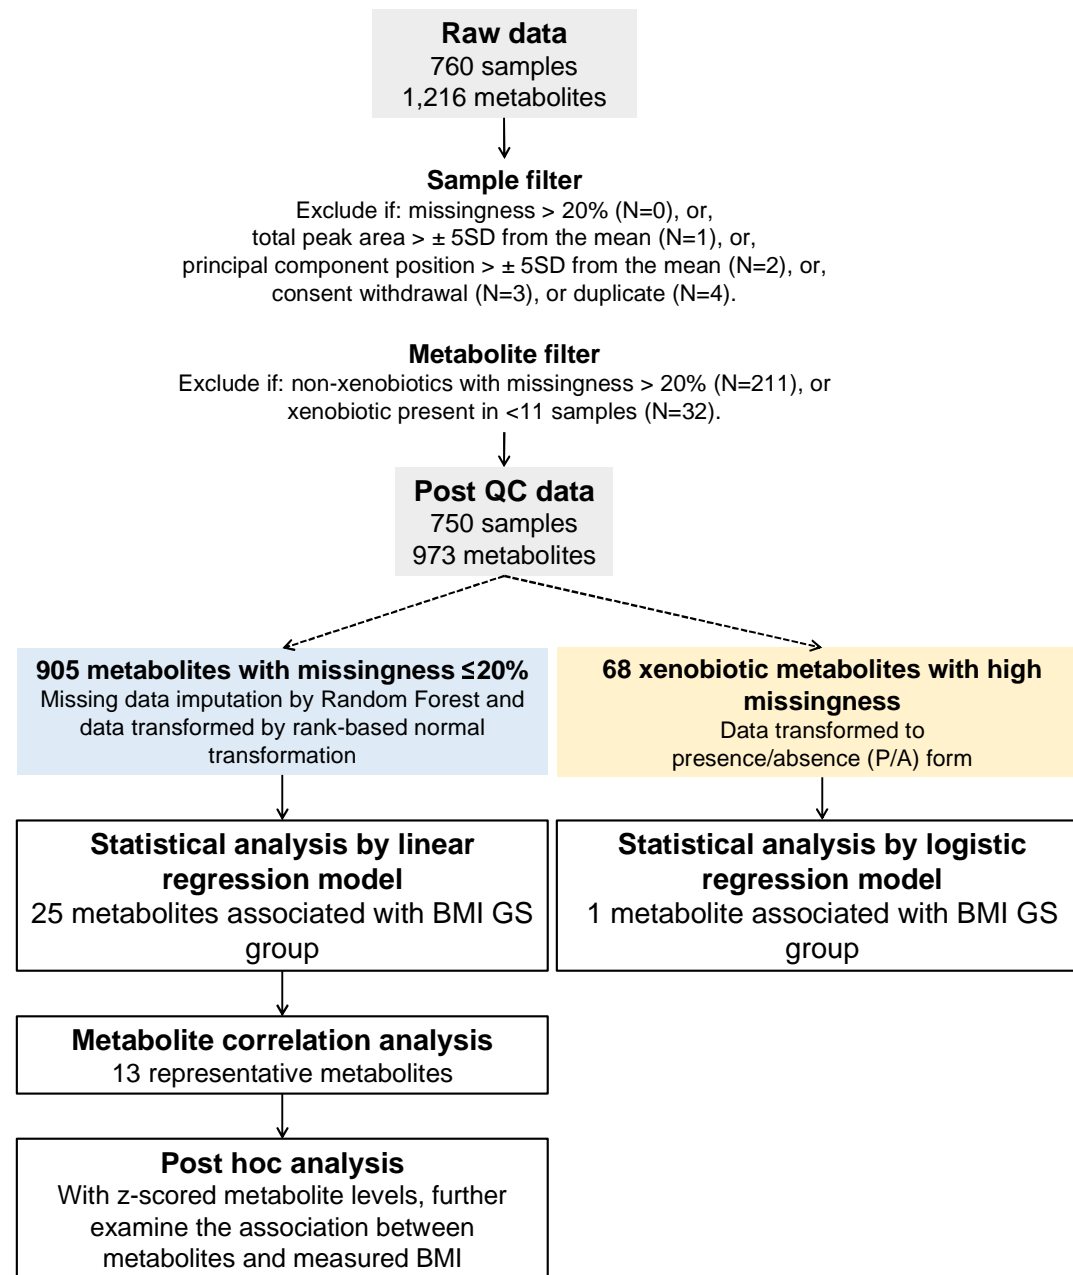 Raw data
760 samples
1,216 metabolites
Sample filter
Exclude if: missingness > 20% (N=0), or,
total peak area > ± 5SD from the mean (N=1), or,
principal component position > ± 5SD from the mean (N=2), or,
consent withdrawal (N=3), or duplicate (N=4).
Metabolite filter
Exclude if: non-xenobiotics with missingness > 20% (N=211), or
xenobiotic present in <11 samples (N=32).
Post QC data
750 samples
973 metabolites
905 metabolites with missingness ≤20%
Missing data imputation by Random Forest and
data transformed by rank-based normal
transformation
68 xenobiotic metabolites with high
missingness
Data transformed to
presence/absence (P/A) form
Statistical analysis by linear
regression model
25 metabolites associated with BMI GS
group
Statistical analysis by logistic
regression model
1 metabolite associated with BMI GS
group
Metabolite correlation analysis
13 representative metabolites
Post hoc analysis
With z-scored metabolite levels, further
examine the association between
metabolites and measured BMI